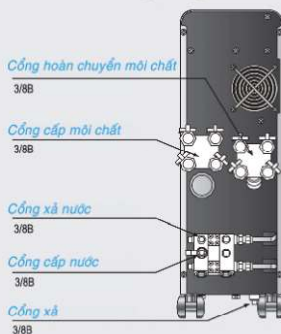 Cổng hoàn chuyển môi chất
3/8B
Cổng cấp môi chất
3/8B
Cổng xả nước
3/8B
Cổng cấp nước
3/8B
Cổng xả
3/8B